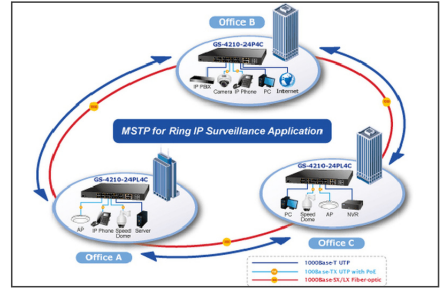 Office B
GS-4210-24P4C
IP PBX Camera IP Phone PC Internet
MSTP for Ring IP Surveillance Application
GS-4210-24PL4C
AP IP Phone Speed Dome Server
Office A
GS-4210-24PL4C
PC Speed Dome AP NVR
Office C
1000Base-T UTP
1000Base-TX UTP with PoE
1000Base-SX/LX Fiber-optic